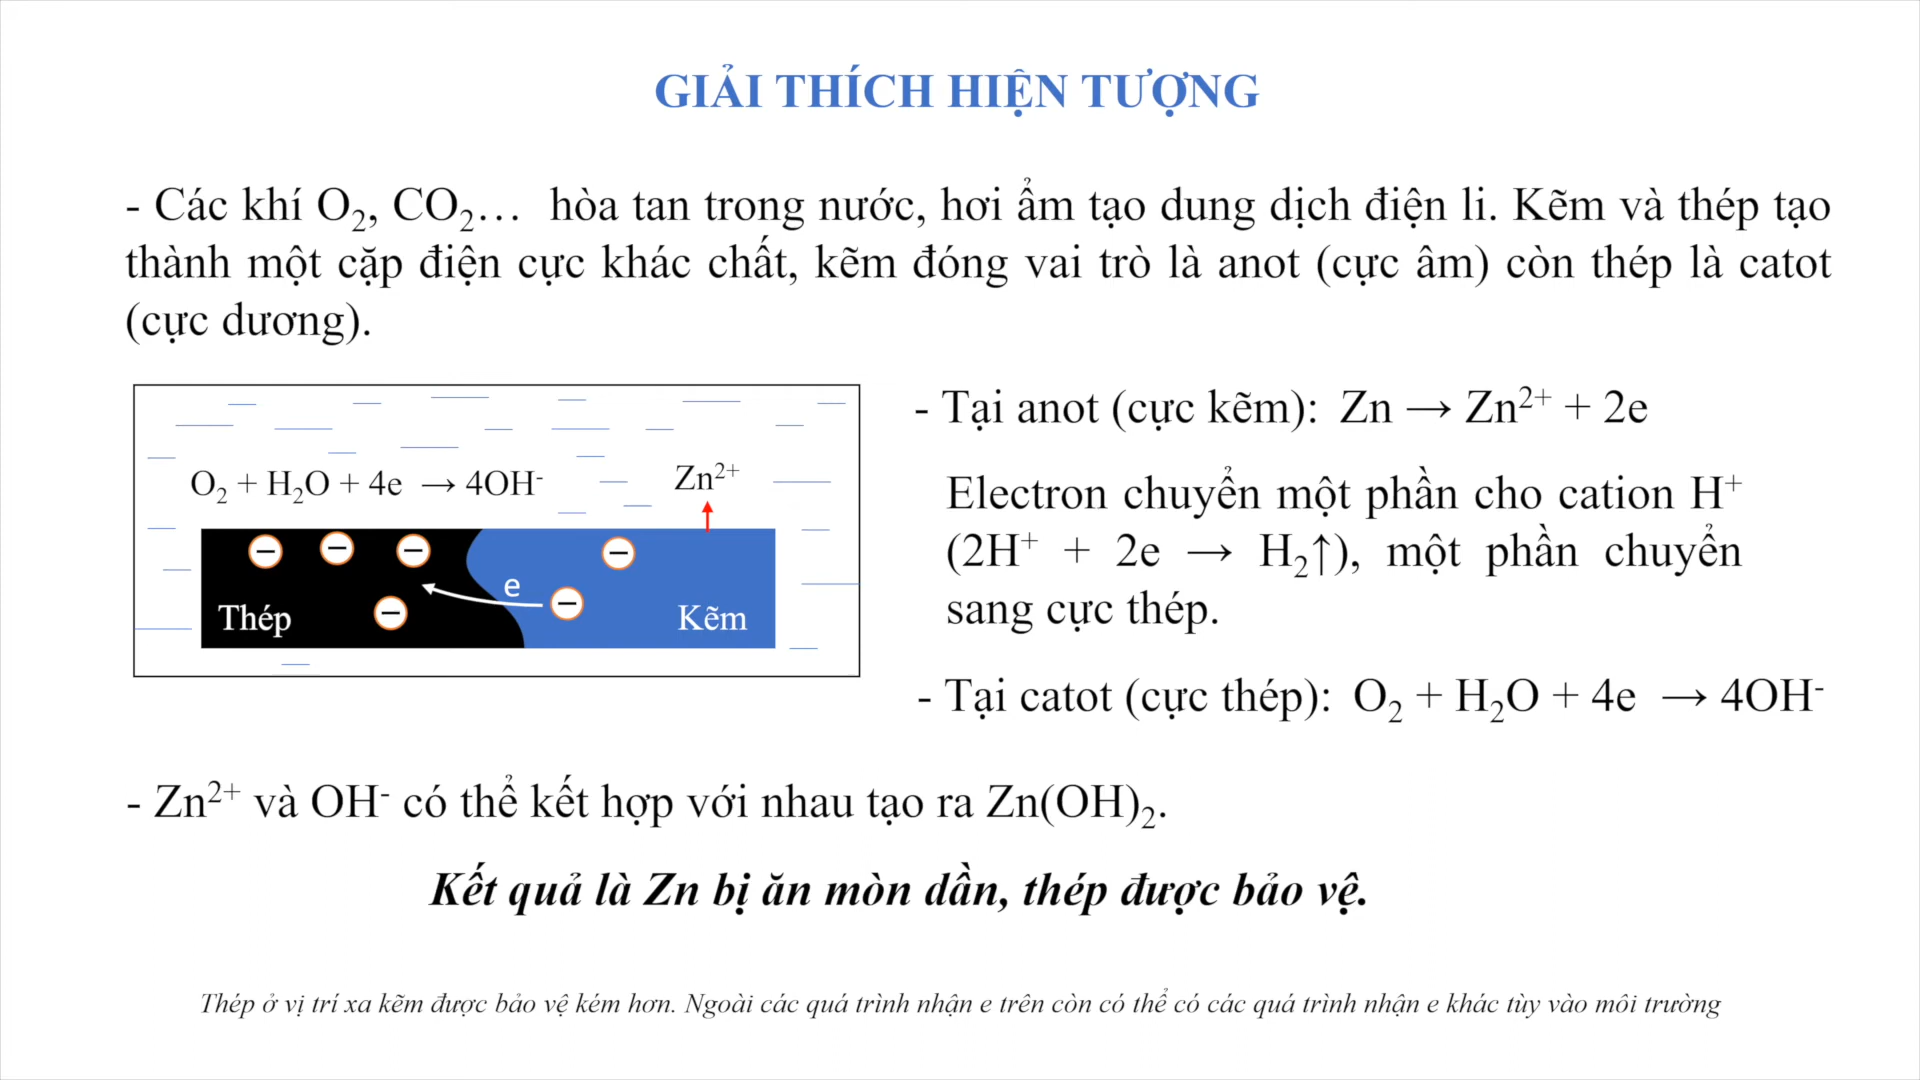 GIẢI THÍCH HIỆN TƯỢNG
- Các khí O₂, CO₂… hòa tan trong nước, hơi ẩm tạo dung dịch điện li. Kẽm và thép tạo
thành một cặp điện cực khác chất, kẽm đóng vai trò là anot (cực âm) còn thép là catot
(cực dương).
O₂ + H₂O + 4e → 4OH⁻
Zn²⁺
e
Thép
Kẽm
- Tại anot (cực kẽm): Zn → Zn²⁺ + 2e
Electron chuyển một phần cho cation H⁺
(2H⁺ + 2e → H₂↑), một phần chuyển
sang cực thép.
- Tại catot (cực thép): O₂ + H₂O + 4e → 4OH⁻
- Zn²⁺ và OH⁻ có thể kết hợp với nhau tạo ra Zn(OH)₂.
Kết quả là Zn bị ăn mòn dần, thép được bảo vệ.
Thép ở vị trí xa kẽm được bảo vệ kém hơn. Ngoài các quá trình nhận e trên còn có thể có các quá trình nhận e khác tùy vào môi trường